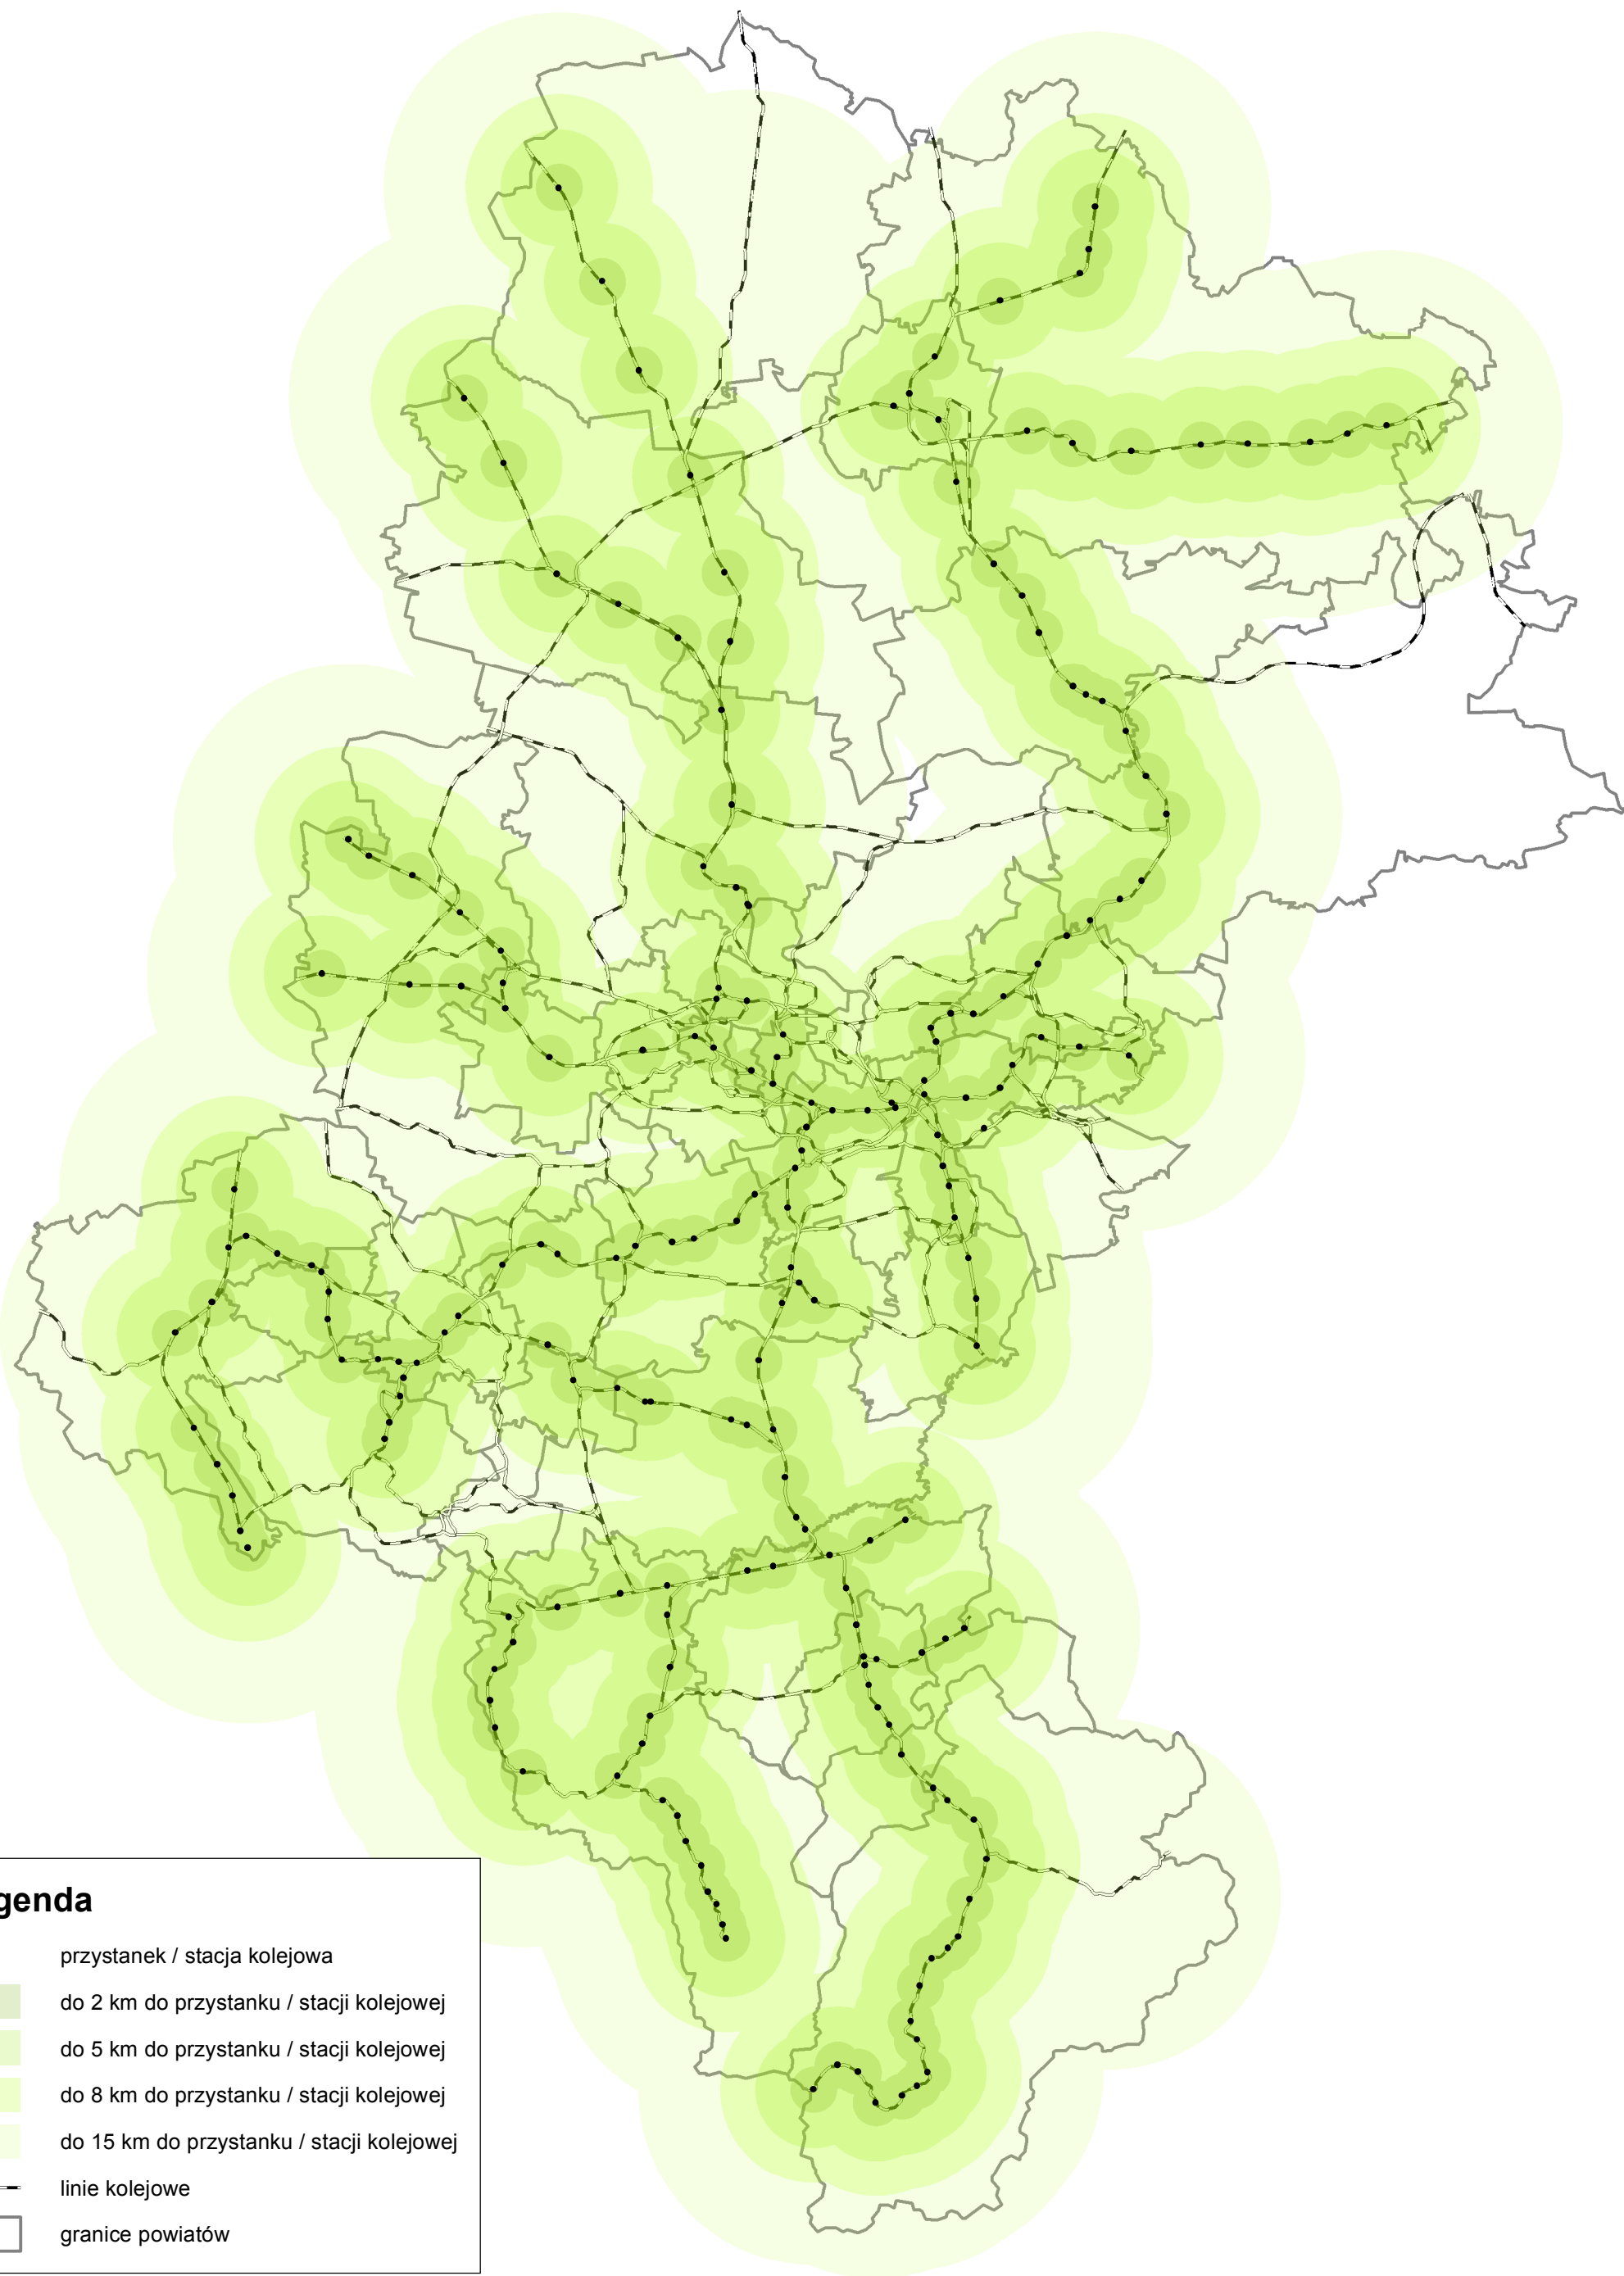 genda
przystanek / stacja kolejowa
do 2 km do przystanku / stacji kolejowej
do 5 km do przystanku / stacji kolejowej
do 8 km do przystanku / stacji kolejowej
do 15 km do przystanku / stacji kolejowej
linie kolejowe
granice powiatów